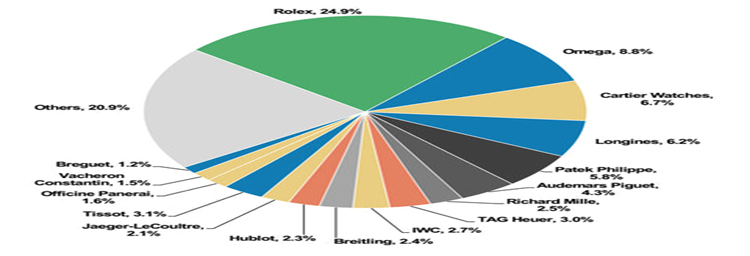 Rolex, 24.9%
Omega, 8.8%
Cartier Watches,
6.7%
Longines, 6.2%
Patek Philippe,
5.8%
Audemars Piguet,
4.3%
Richard Mille,
2.5%
TAG Heuer, 3.0%
IWC, 2.7%
Breitling, 2.4%
Hublot, 2.3%
Jaeger-LeCoultre,
2.1%
Tissot, 3.1%
Officine Panerai,
1.6%
Vacheron
Constantin, 1.5%
Breguet, 1.2%
Others, 20.9%